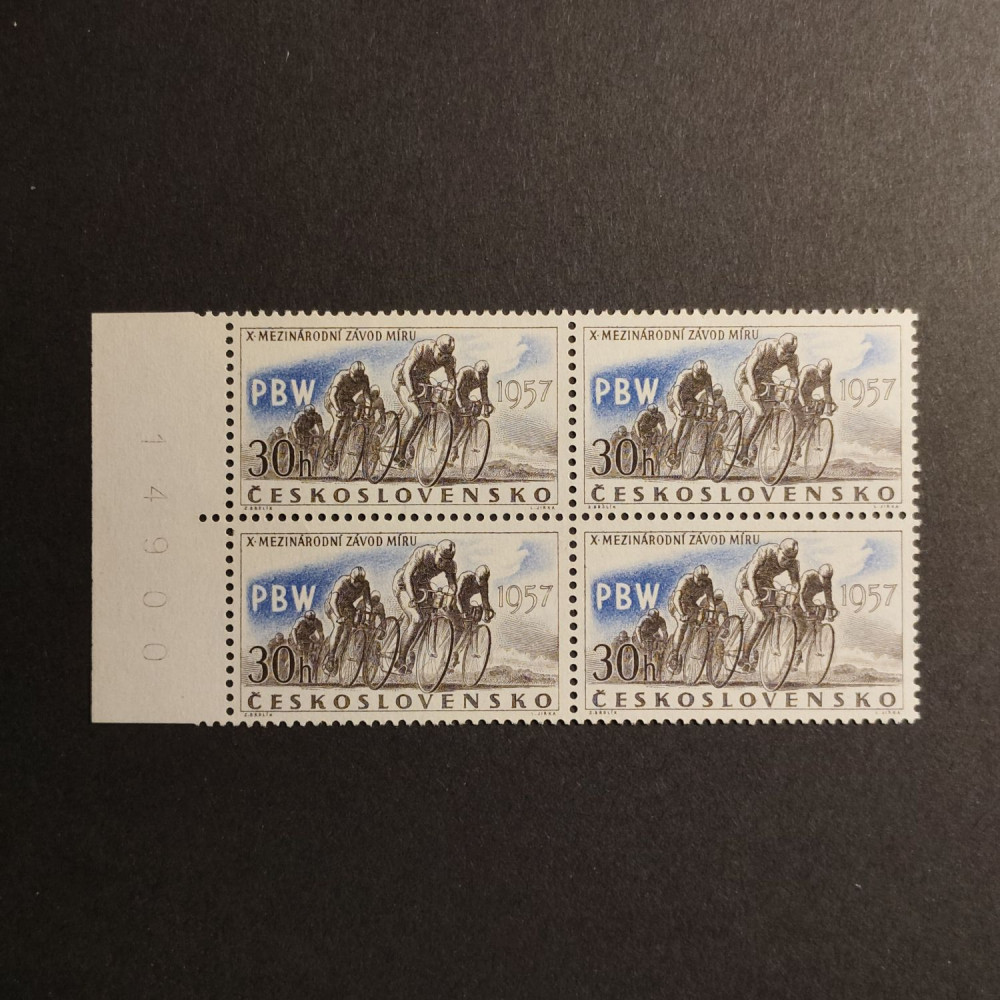 14900
X·MEZINÁRODNÍ ZÁVOD MÍRU
PBW 1957
30h
ČESKOSLOVENSKO
X·MEZINÁRODNÍ ZÁVOD MÍRU
PBW 1957
30h
ČESKOSLOVENSKO
X·MEZINÁRODNÍ ZÁVOD MÍRU
PBW 1957
30h
ČESKOSLOVENSKO
X·MEZINÁRODNÍ ZÁVOD MÍRU
PBW 1957
30h
ČESKOSLOVENSKO